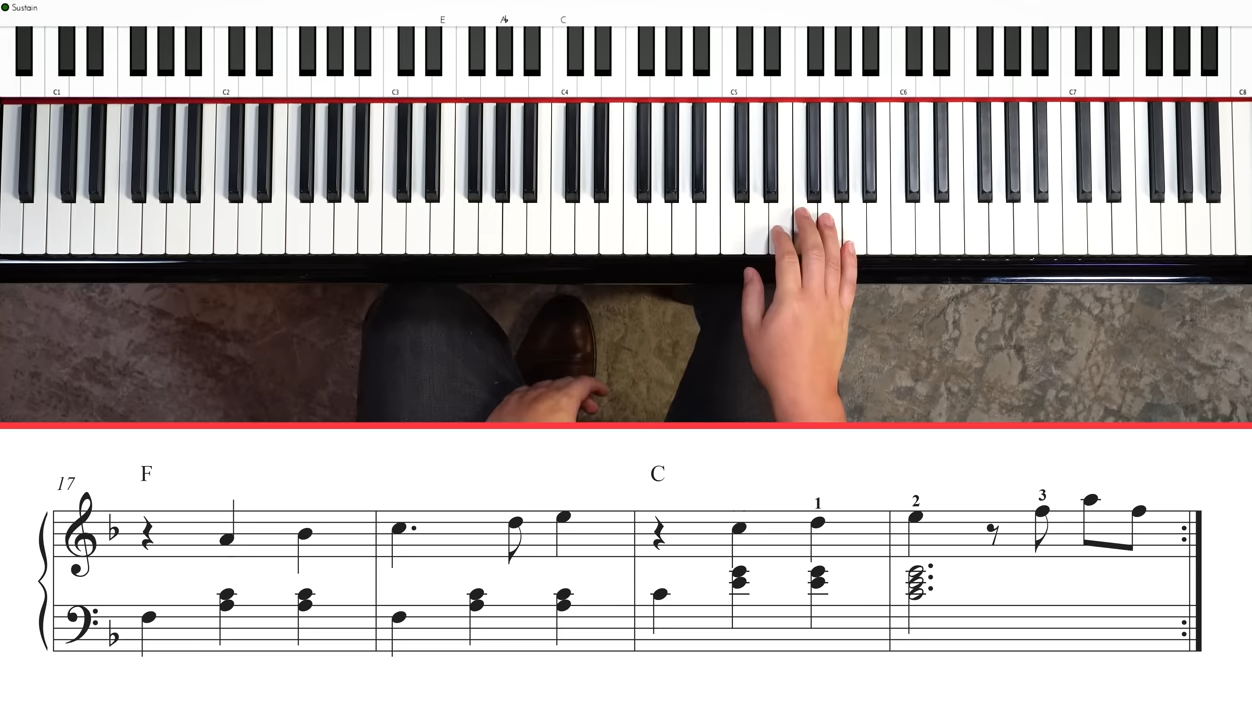 Sustain
E A♭ C
C1 C2 C3 C4 C5 C6 C7 C8
F C
17
1 2 3